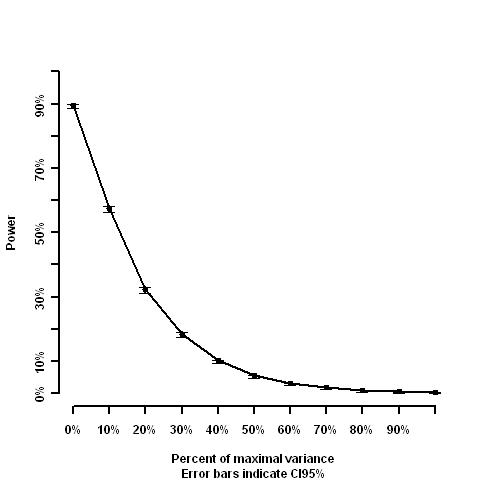 90%
70%
50%
30%
10%
0%
Power
0% 10% 20% 30% 40% 50% 60% 70% 80% 90%
Percent of maximal variance
Error bars indicate CI95%